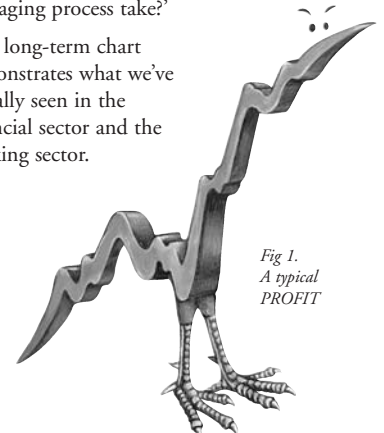 aging process take?'
long-term chart
onstrates what we've
ally seen in the
ncial sector and the
king sector.
Fig 1.
A typical
PROFIT